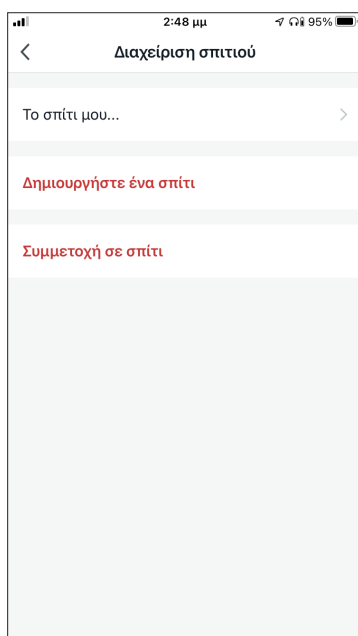 2:48 μμ 95%
Διαχείριση σπιτιού
Το σπίτι μου...
Δημιουργήστε ένα σπίτι
Συμμετοχή σε σπίτι